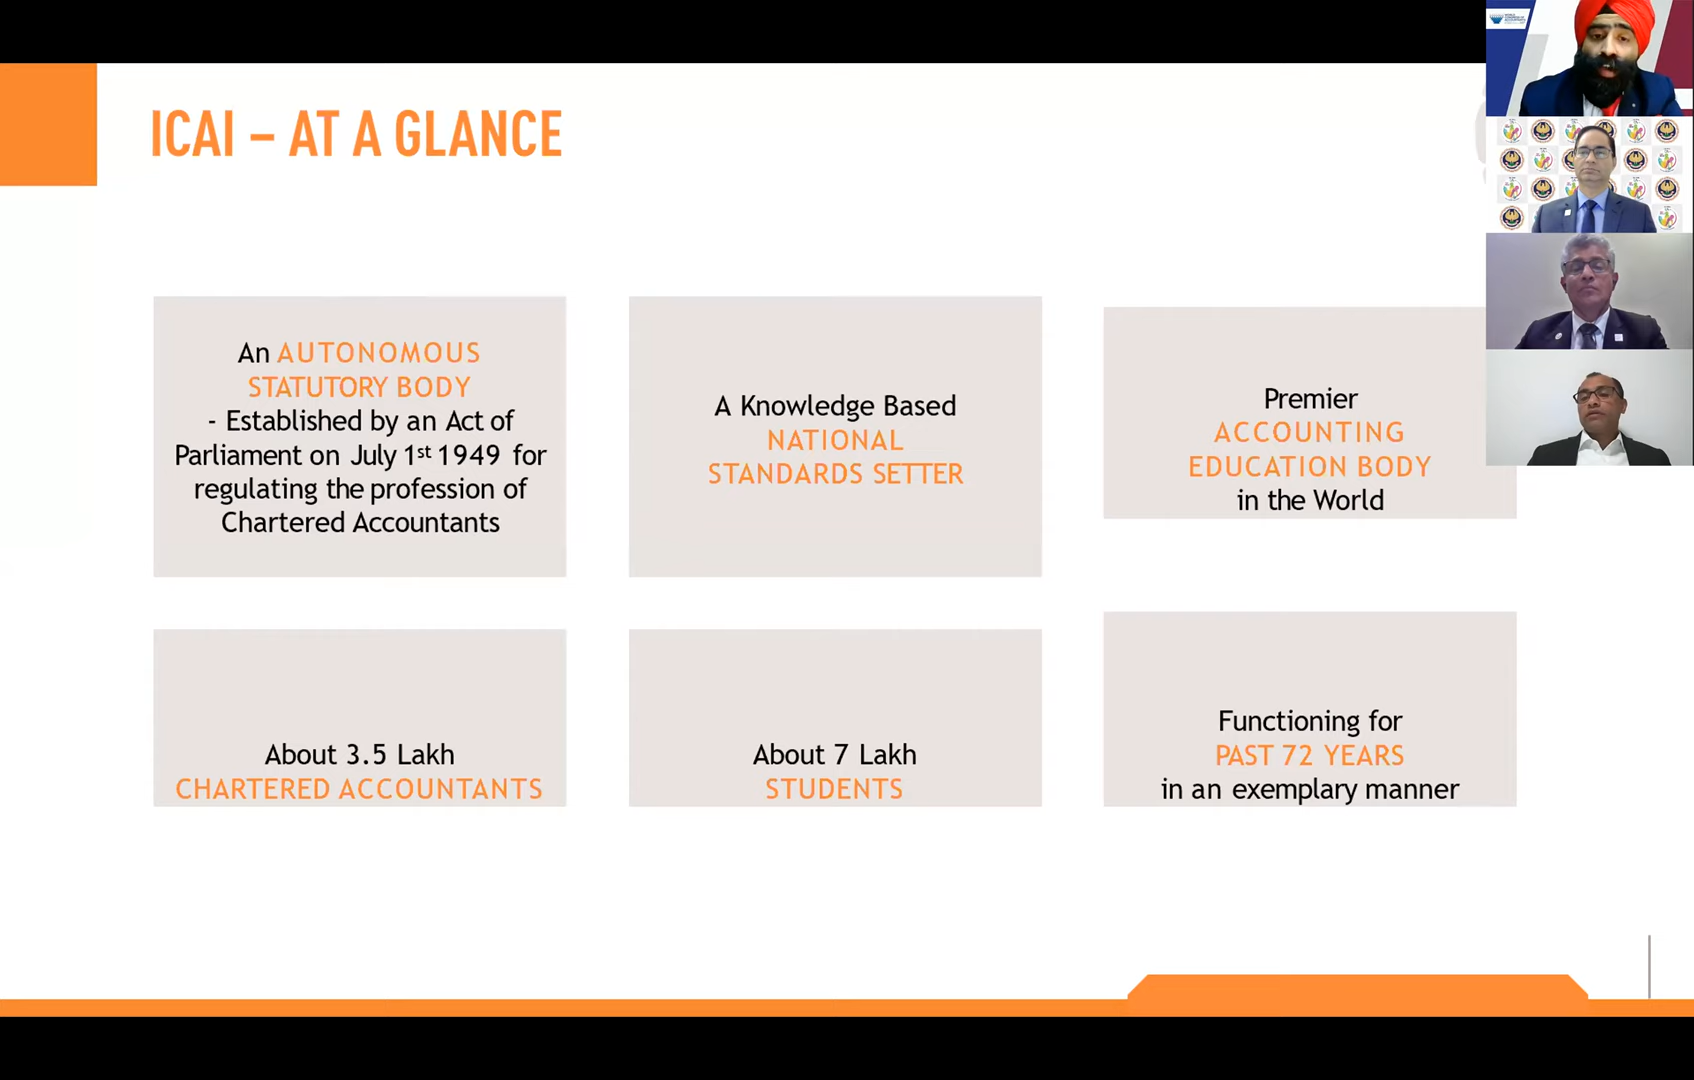 ICAI – AT A GLANCE
An AUTONOMOUS
STATUTORY BODY
- Established by an Act of
Parliament on July 1st 1949 for
regulating the profession of
Chartered Accountants
A Knowledge Based
NATIONAL
STANDARDS SETTER
Premier
ACCOUNTING
EDUCATION BODY
in the World
About 3.5 Lakh
CHARTERED ACCOUNTANTS
About 7 Lakh
STUDENTS
Functioning for
PAST 72 YEARS
in an exemplary manner